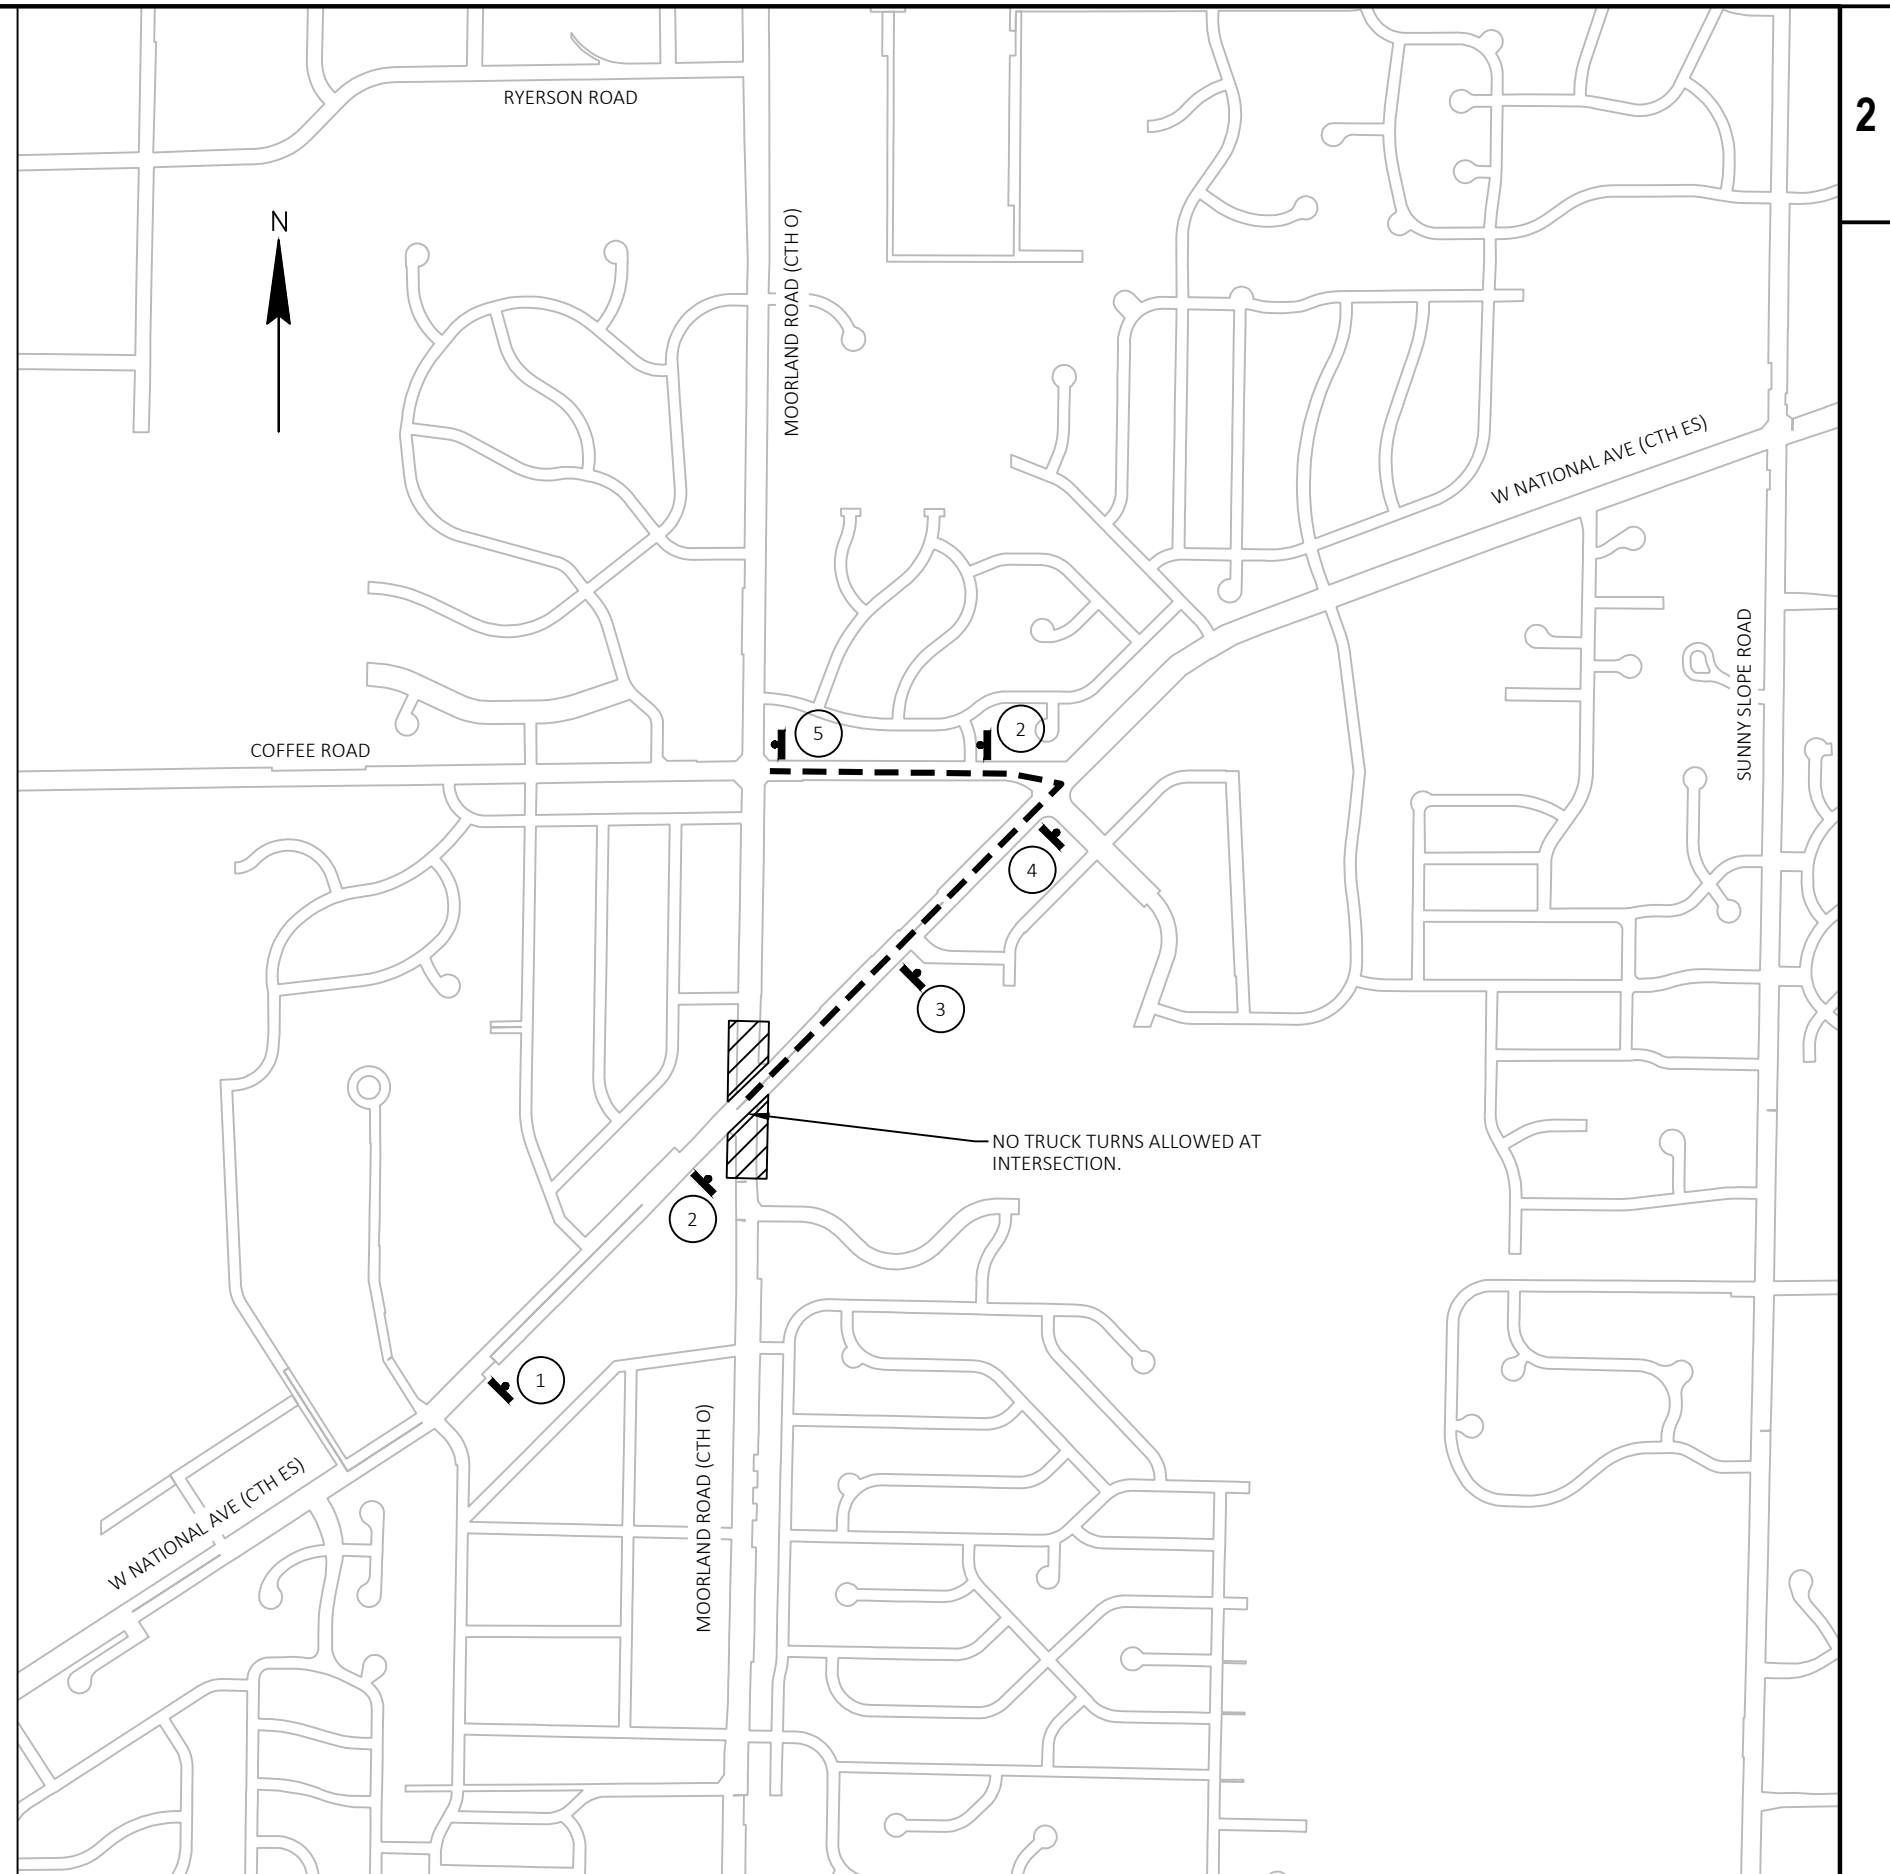 2
RYERSON ROAD
N
MOORLAND ROAD (CTH O)
W NATIONAL AVE (CTH ES)
SUNNY SLOPE ROAD
COFFEE ROAD
5
2
4
3
NO TRUCK TURNS ALLOWED AT
INTERSECTION.
2
1
MOORLAND ROAD (CTH O)
W NATIONAL AVE (CTH ES)